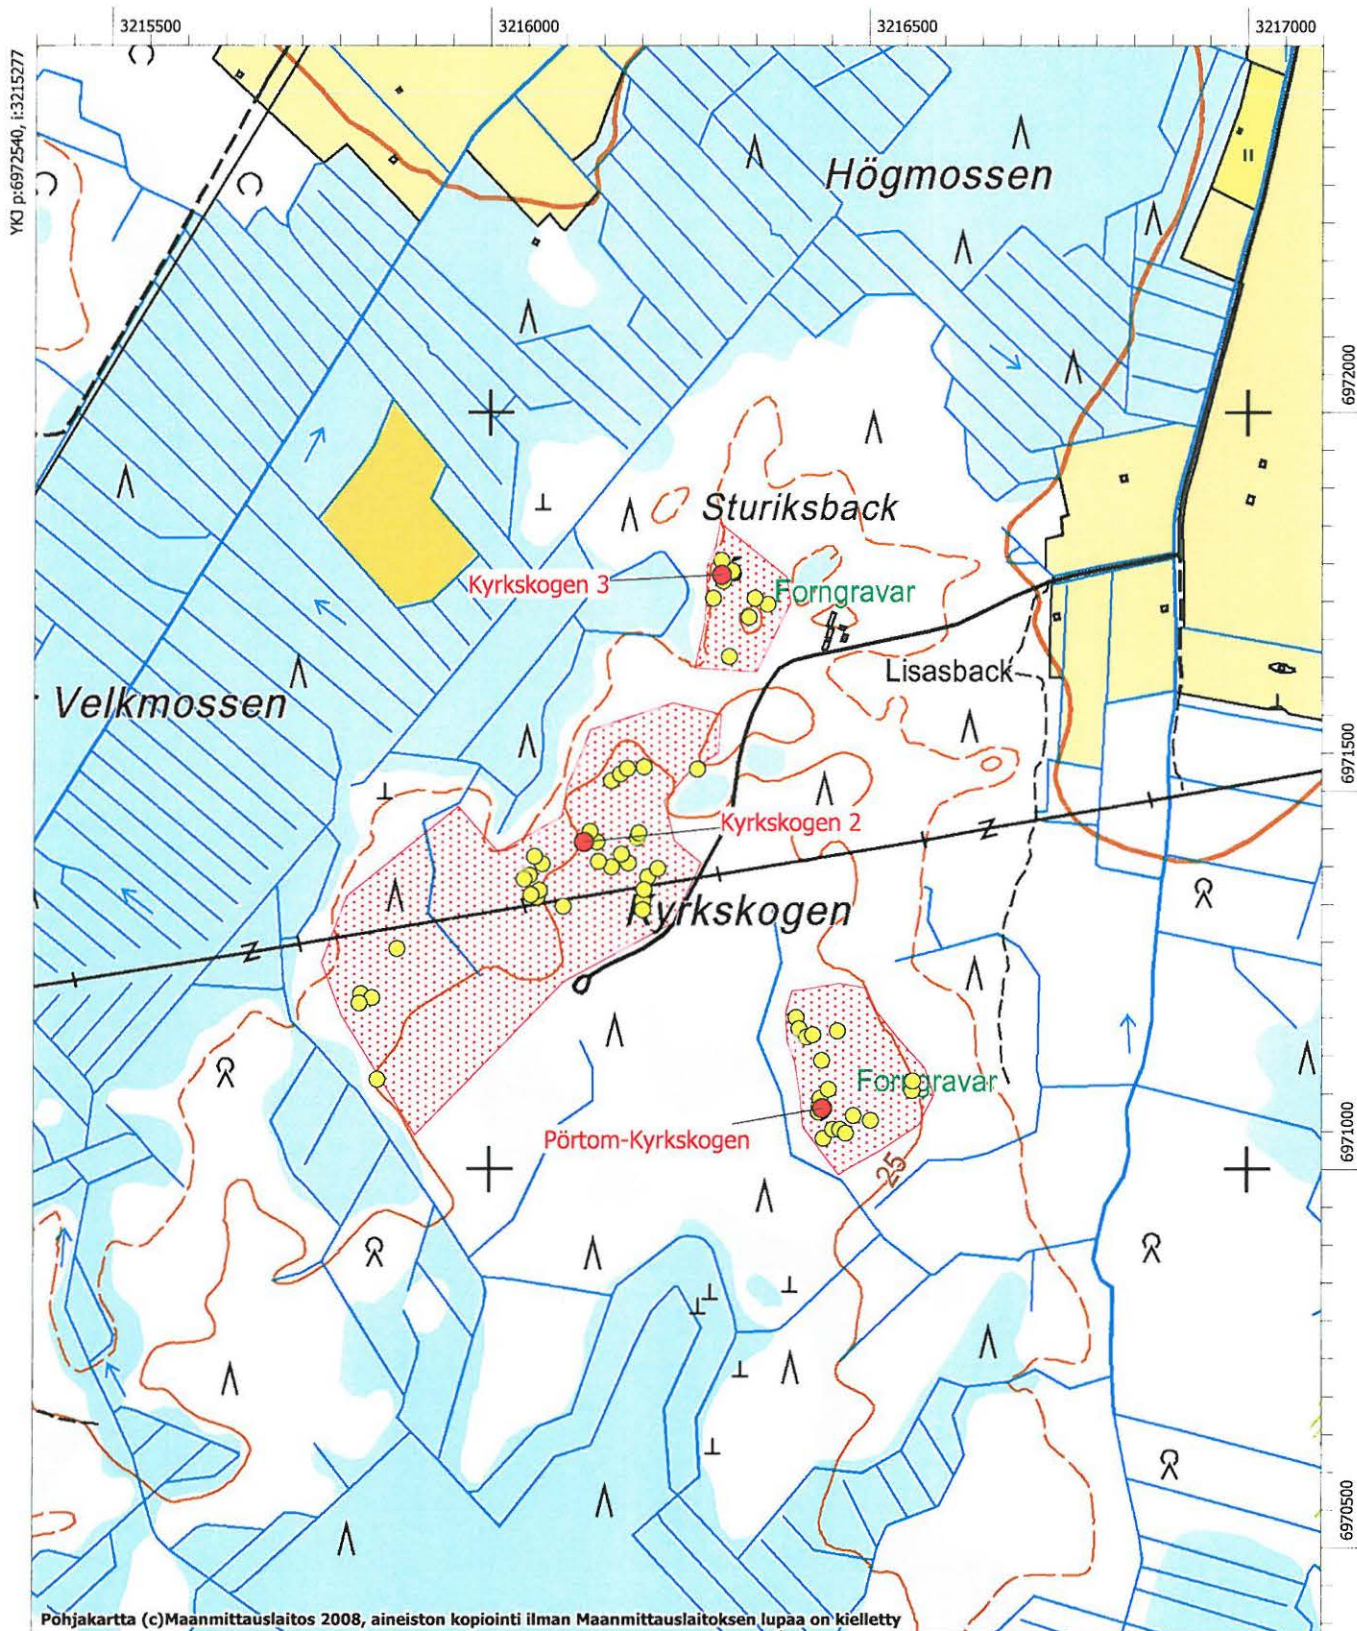 3215500
3216000
3216500
3217000
YKJ p:6972540, i:3215277
Högmossen
6972000
Sturiksback
Kyrkskogen 3
Forngravar
Lisasback
Velkmossen
6971500
Kyrkskogen 2
Kyrkskogen
Forngravar
Pörtom-Kyrkskogen
6971000
25
6970500
Pohjakartta (c)Maanmittauslaitos 2008, aineiston kopiointi ilman Maanmittauslaitoksen lupaa on kielletty